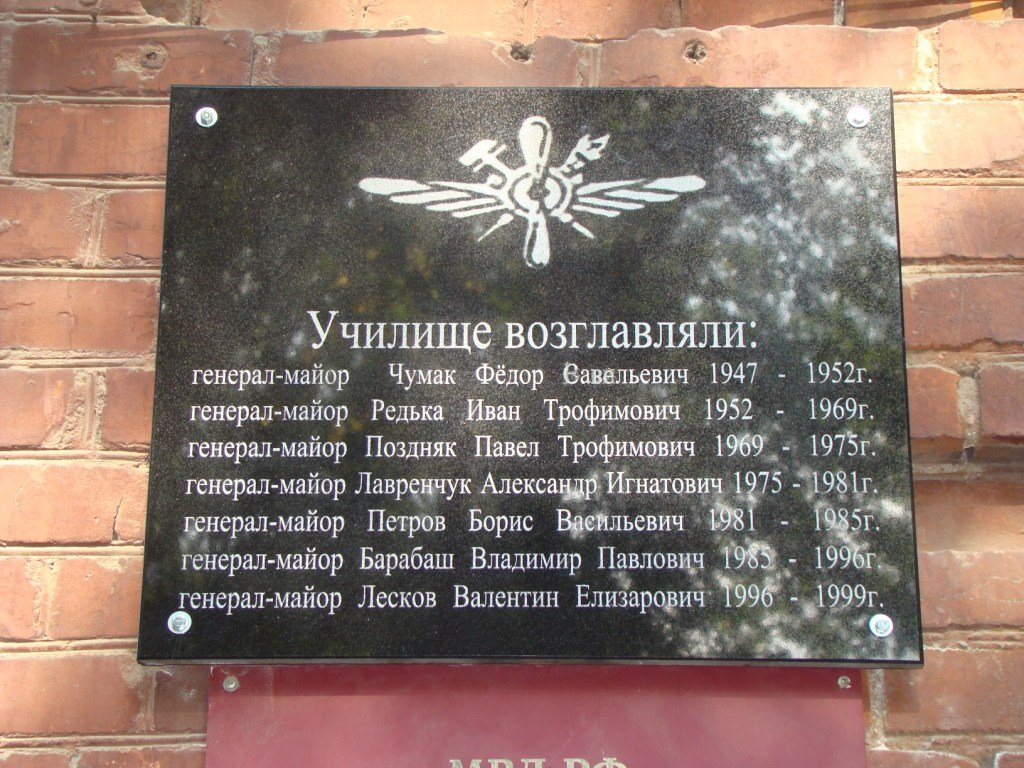 Училище возглавляли:
генерал-майор Чумак Фёдор Савельевич 1947 - 1952г.
генерал-майор Редька Иван Трофимович 1952 - 1969г.
генерал-майор Поздняк Павел Трофимович 1969 - 1975г.
генерал-майор Лавренчук Александр Игнатович 1975 - 1981г.
генерал-майор Петров Борис Васильевич 1981 - 1985г.
генерал-майор Барабаш Владимир Павлович 1985 - 1996г.
генерал-майор Лесков Валентин Елизарович 1996 - 1999г.
МВД РФ